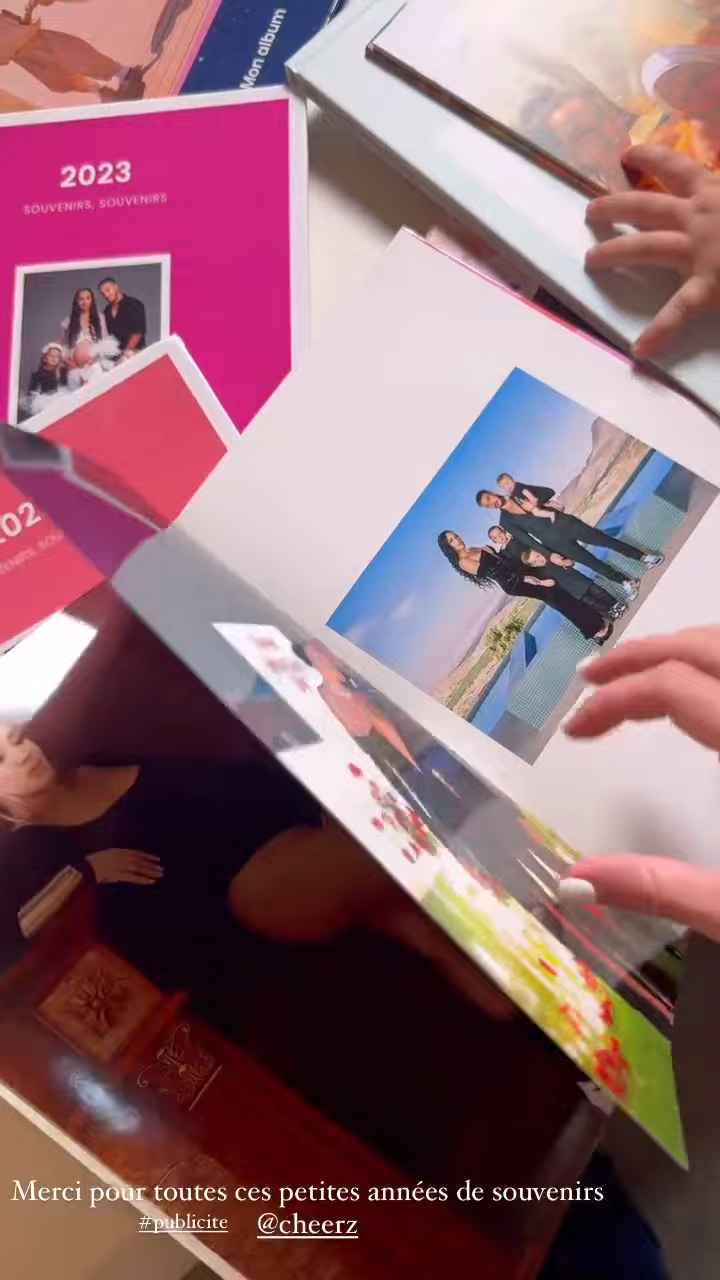 Mon album
2023
SOUVENIRS, SOUVENIRS
202
Merci pour toutes ces petites années de souvenirs
#publicite @cheerz